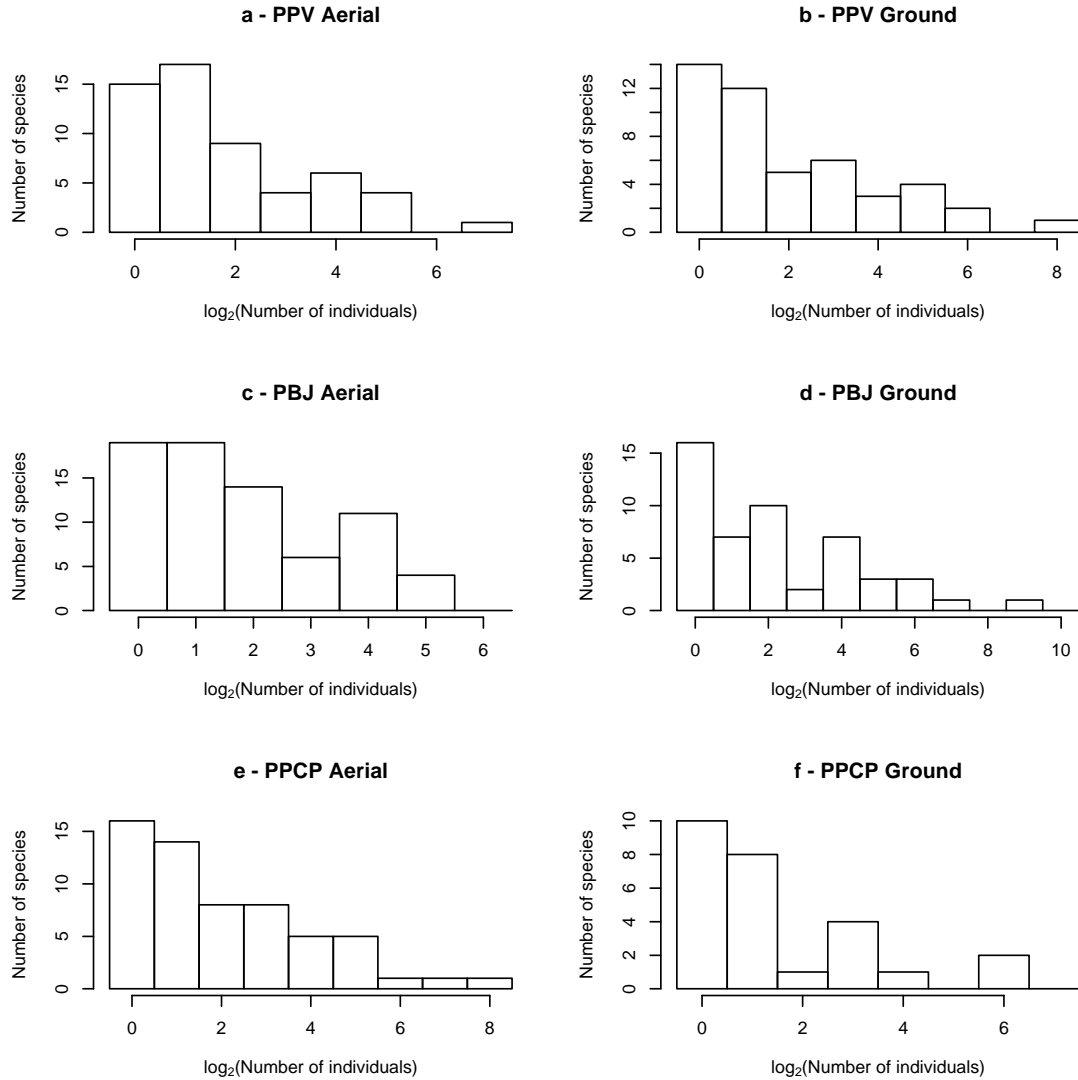 a - PPV Aerial
Number of species
0 5 10 15
0 2 4 6
log₂(Number of individuals)
b - PPV Ground
Number of species
0 4 8 12
0 2 4 6 8
log₂(Number of individuals)
c - PBJ Aerial
Number of species
0 5 10 15
0 1 2 3 4 5 6
log₂(Number of individuals)
d - PBJ Ground
Number of species
0 5 10 15
0 2 4 6 8 10
log₂(Number of individuals)
e - PPCP Aerial
Number of species
0 5 10 15
0 2 4 6 8
log₂(Number of individuals)
f - PPCP Ground
Number of species
0 2 4 6 8 10
0 2 4 6
log₂(Number of individuals)